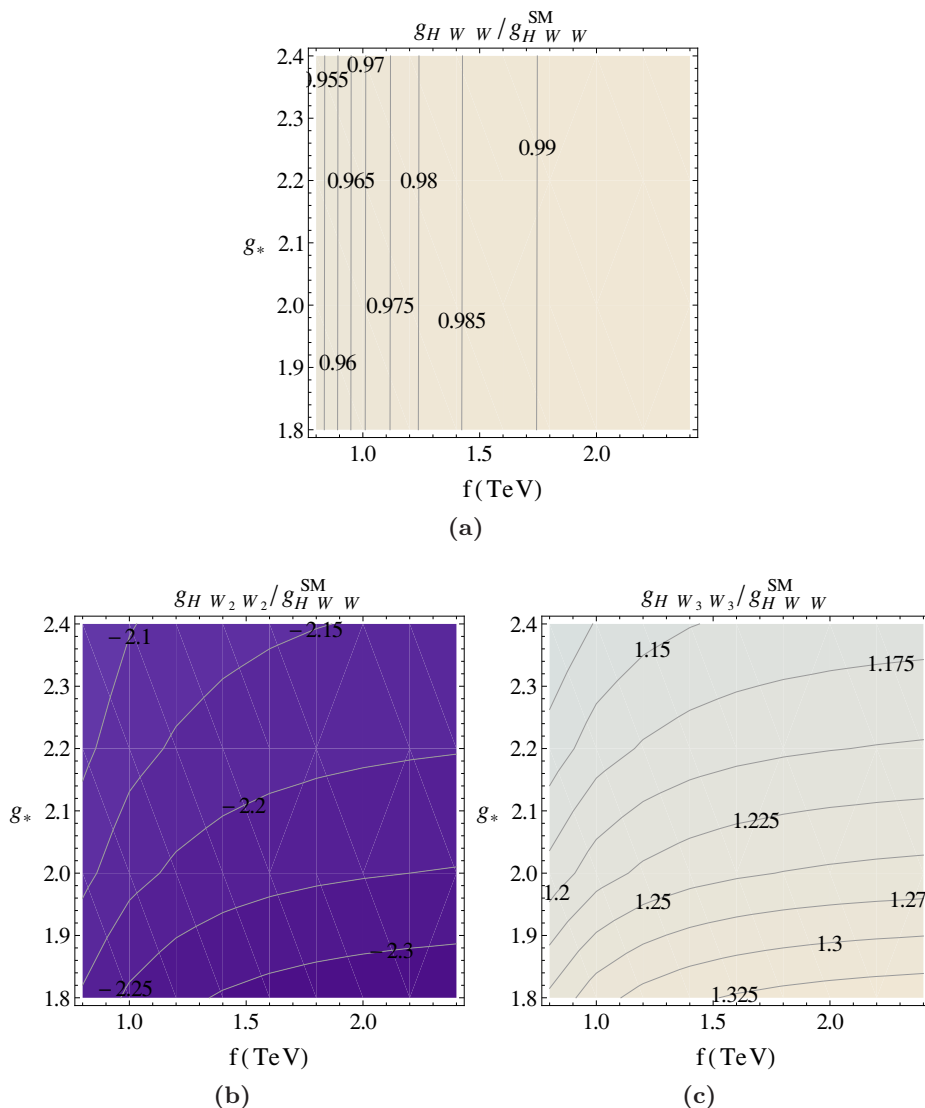 g_{H W W}/g^{SM}_{H W W}
2.4
0.97
0.955
2.3
0.99
2.2
0.965
0.98
g_*
2.1
2.0
0.975
0.985
1.9
0.96
1.8
1.0 1.5 2.0
f(TeV)
(a)
g_{H W_2 W_2}/g^{SM}_{H W W}
2.4
−2.1
−2.15
2.3
2.2
2.1
−2.2
g_*
2.0
1.9
−2.3
−2.25
1.8
1.0 1.5 2.0
f(TeV)
(b)
g_{H W_3 W_3}/g^{SM}_{H W W}
2.4
1.15
1.175
2.3
2.2
2.1
1.225
g_*
2.0
1.2
1.25
1.27
1.9
1.3
1.325
1.8
1.0 1.5 2.0
f(TeV)
(c)